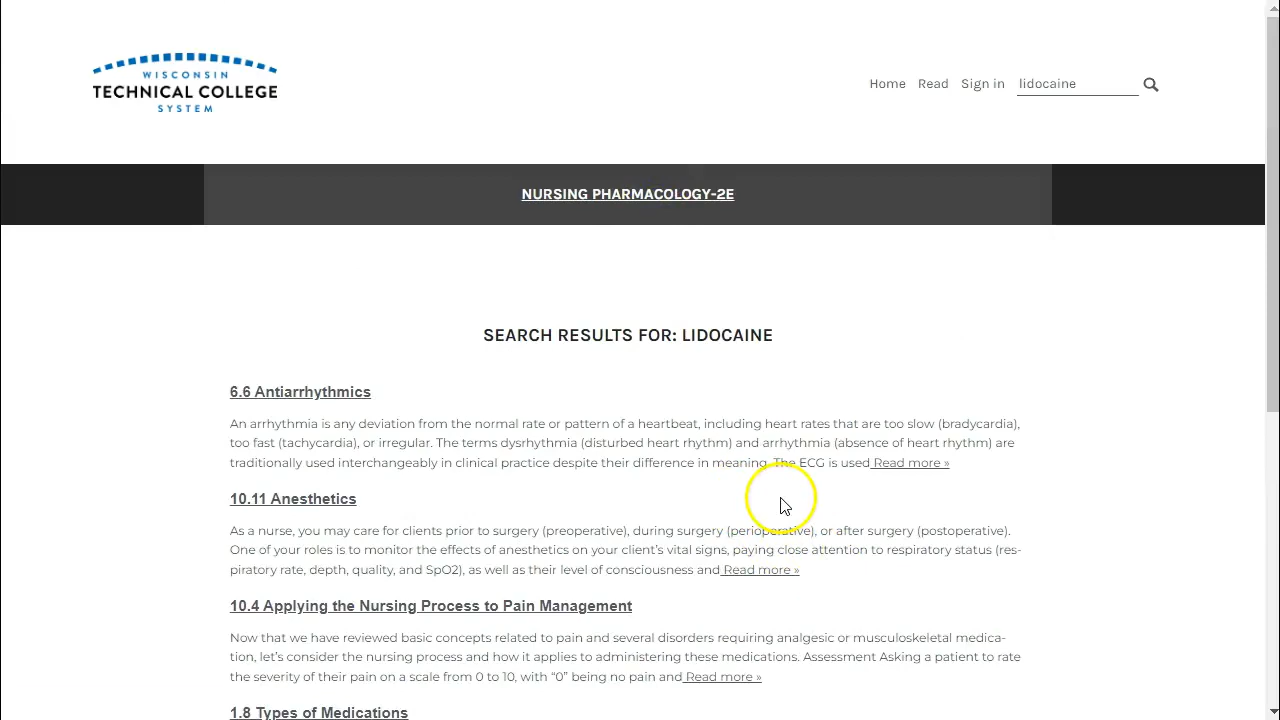 WISCONSIN
TECHNICAL COLLEGE
SYSTEM
Home Read Sign in lidocaine
NURSING PHARMACOLOGY-2E
SEARCH RESULTS FOR: LIDOCAINE
6.6 Antiarrhythmics
An arrhythmia is any deviation from the normal rate or pattern of a heartbeat, including heart rates that are too slow (bradycardia),
too fast (tachycardia), or irregular. The terms dysrhythmia (disturbed heart rhythm) and arrhythmia (absence of heart rhythm) are
traditionally used interchangeably in clinical practice despite their difference in meaning. The ECG is used Read more »
10.11 Anesthetics
As a nurse, you may care for clients prior to surgery (preoperative), during surgery (perioperative), or after surgery (postoperative).
One of your roles is to monitor the effects of anesthetics on your client's vital signs, paying close attention to respiratory status (res-
piratory rate, depth, quality, and SpO2), as well as their level of consciousness and Read more »
10.4 Applying the Nursing Process to Pain Management
Now that we have reviewed basic concepts related to pain and several disorders requiring analgesic or musculoskeletal medica-
tion, let's consider the nursing process and how it applies to administering these medications. Assessment Asking a patient to rate
the severity of their pain on a scale from 0 to 10, with “0” being no pain and Read more »
1.8 Types of Medications